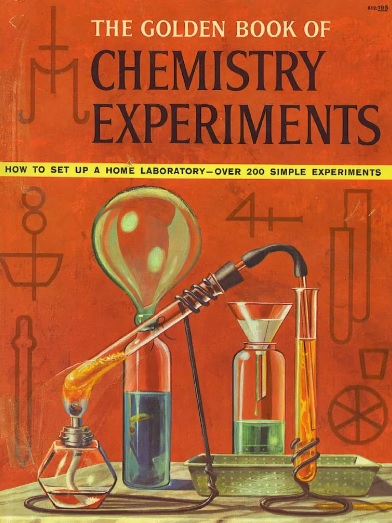 THE GOLDEN BOOK OF
CHEMISTRY
EXPERIMENTS
HOW TO SET UP A HOME LABORATORY—OVER 200 SIMPLE EXPERIMENTS